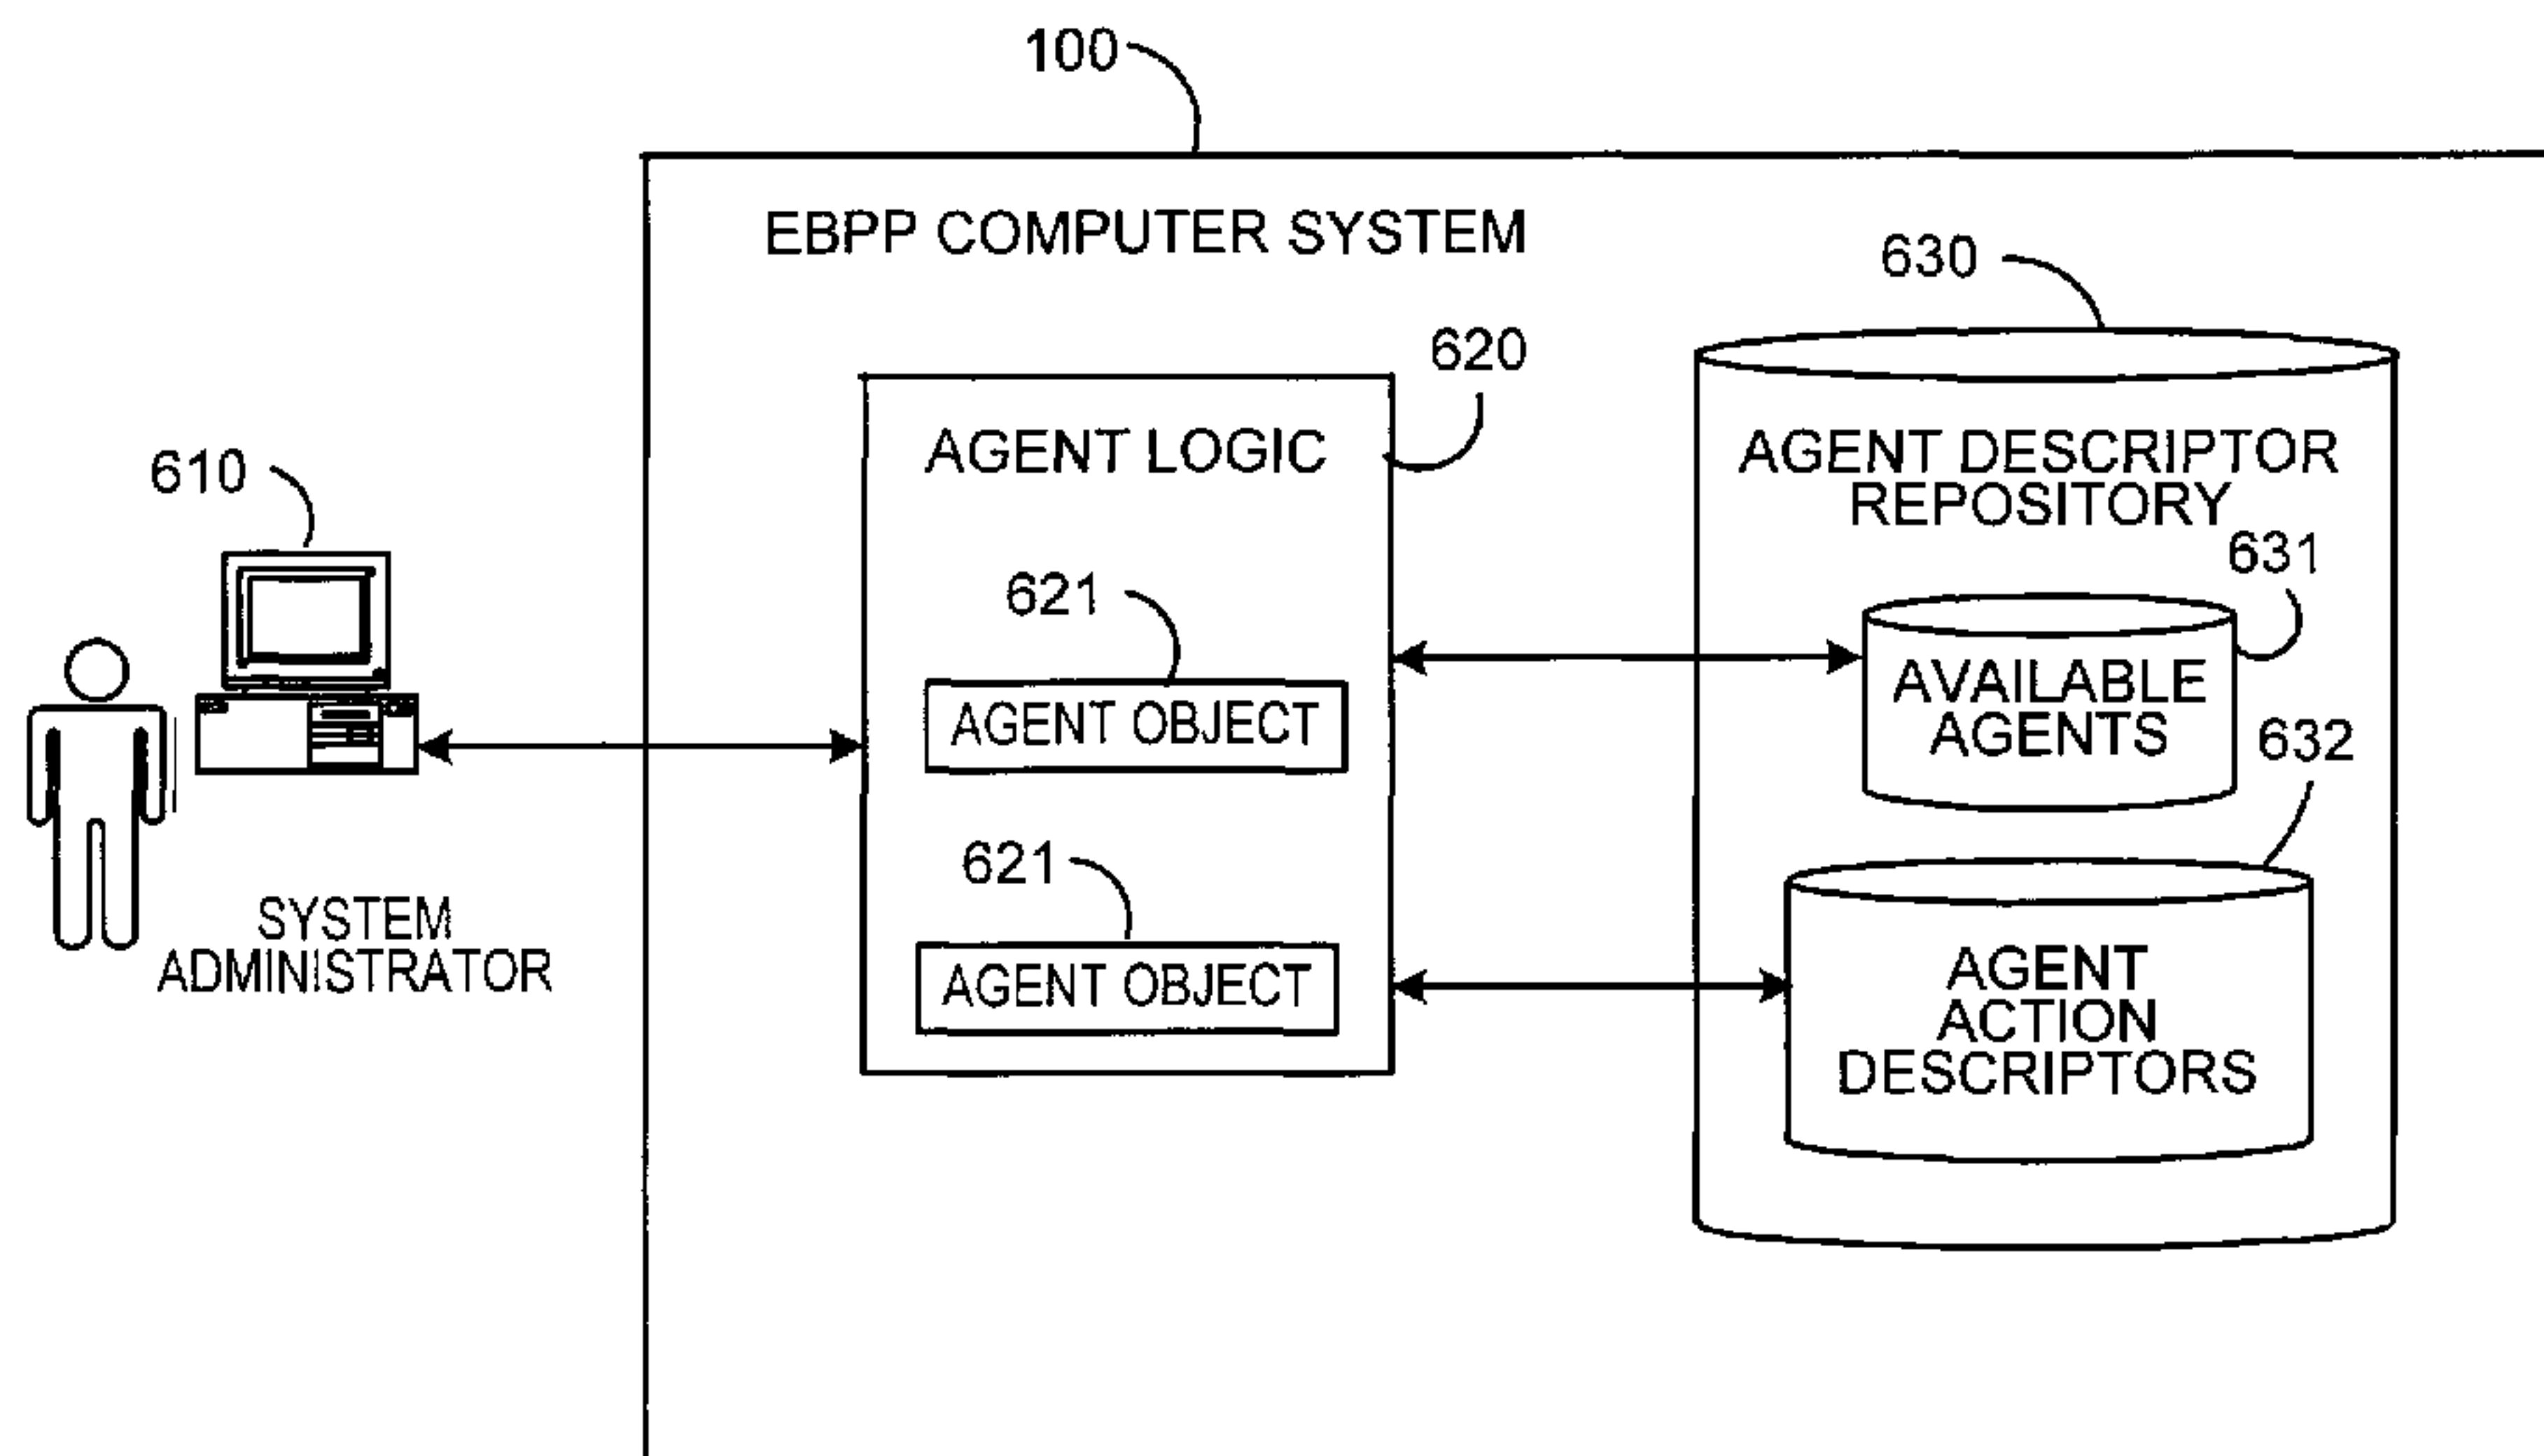 100
EBPP COMPUTER SYSTEM
630
620
AGENT LOGIC
AGENT DESCRIPTOR
REPOSITORY
610
631
621
AGENT OBJECT
AVAILABLE
AGENTS
632
621
SYSTEM
ADMINISTRATOR
AGENT OBJECT
AGENT
ACTION
DESCRIPTORS